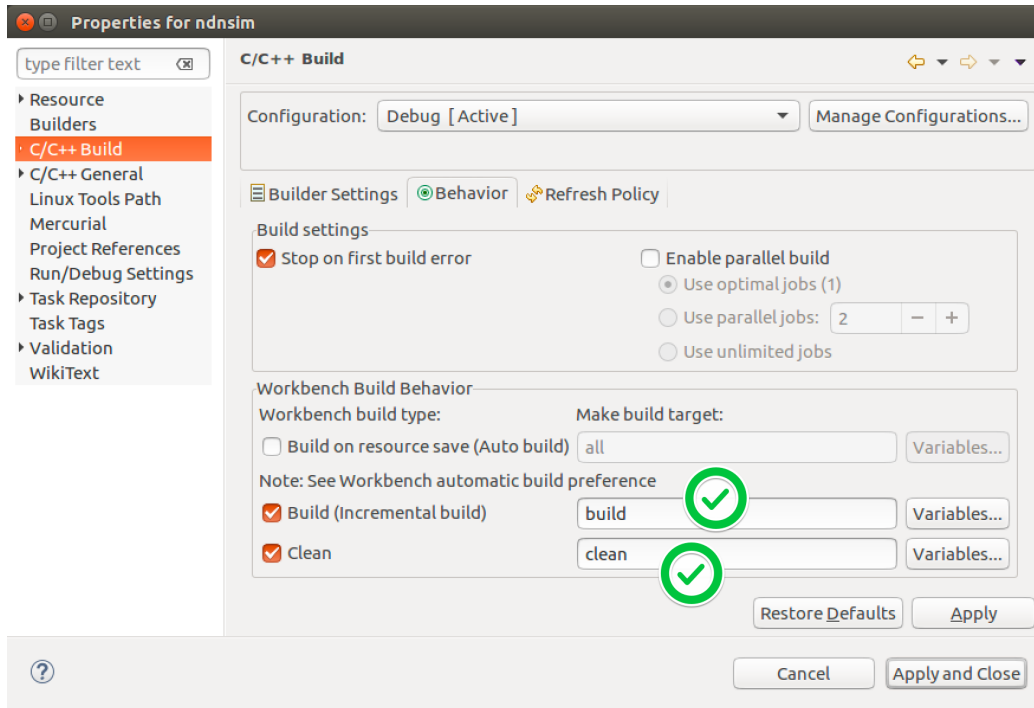 Properties for ndnsim
type filter text
Resource
Builders
C/C++ Build
C/C++ General
Linux Tools Path
Mercurial
Project References
Run/Debug Settings
Task Repository
Task Tags
Validation
WikiText
C/C++ Build
Configuration: Debug [Active] Manage Configurations...
Builder Settings Behavior Refresh Policy
Build settings
Stop on first build error Enable parallel build
Use optimal jobs (1)
Use parallel jobs: 2 − +
Use unlimited jobs
Workbench Build Behavior
Workbench build type: Make build target:
Build on resource save (Auto build) all Variables...
Note: See Workbench automatic build preference
Build (Incremental build) build Variables...
Clean clean Variables...
Restore Defaults Apply
? Cancel Apply and Close